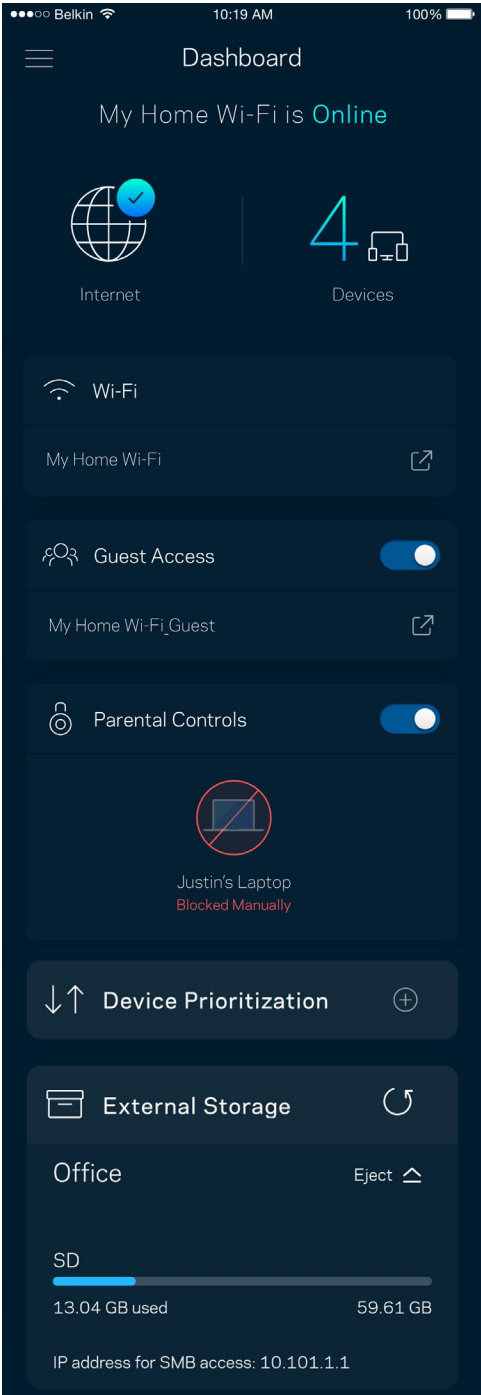 Belkin 10:19 AM 100%
Dashboard
My Home Wi-Fi is Online
4
Internet Devices
Wi-Fi
My Home Wi-Fi
Guest Access
My Home Wi-Fi_Guest
Parental Controls
Justin's Laptop
Blocked Manually
Device Prioritization
External Storage
Office Eject
SD
13.04 GB used 59.61 GB
IP address for SMB access: 10.101.1.1